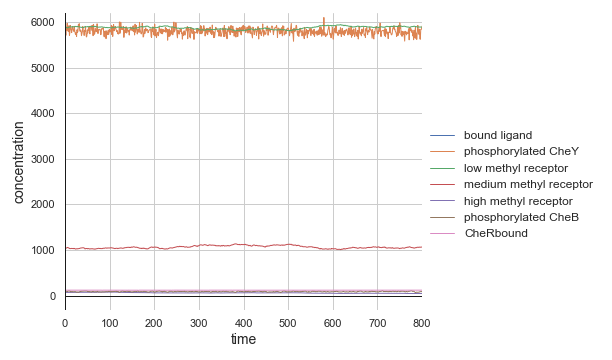 6000
5000
4000
3000
2000
1000
0
concentration
0 100 200 300 400 500 600 700 800
time
bound ligand
phosphorylated CheY
low methyl receptor
medium methyl receptor
high methyl receptor
phosphorylated CheB
CheRbound